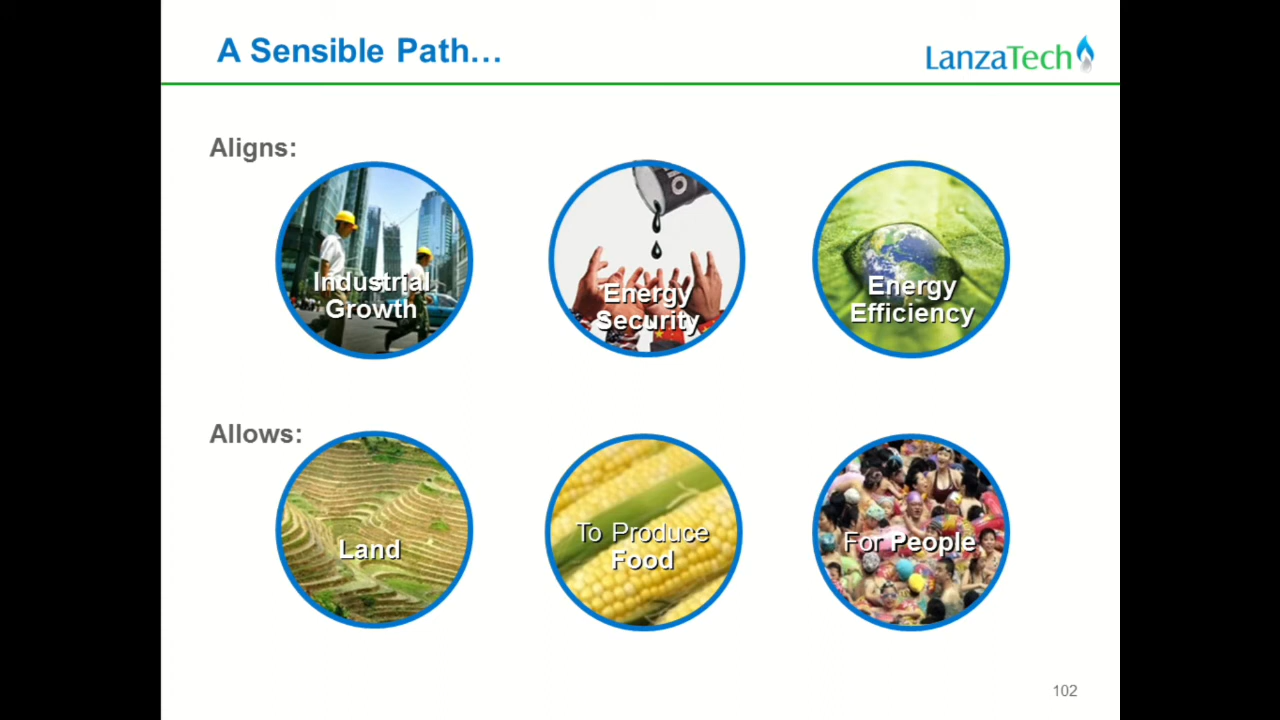 A Sensible Path…
LanzaTech
Aligns:
Industrial
Growth
Energy
Security
Energy
Efficiency
Allows:
Land
To Produce
Food
For People
102